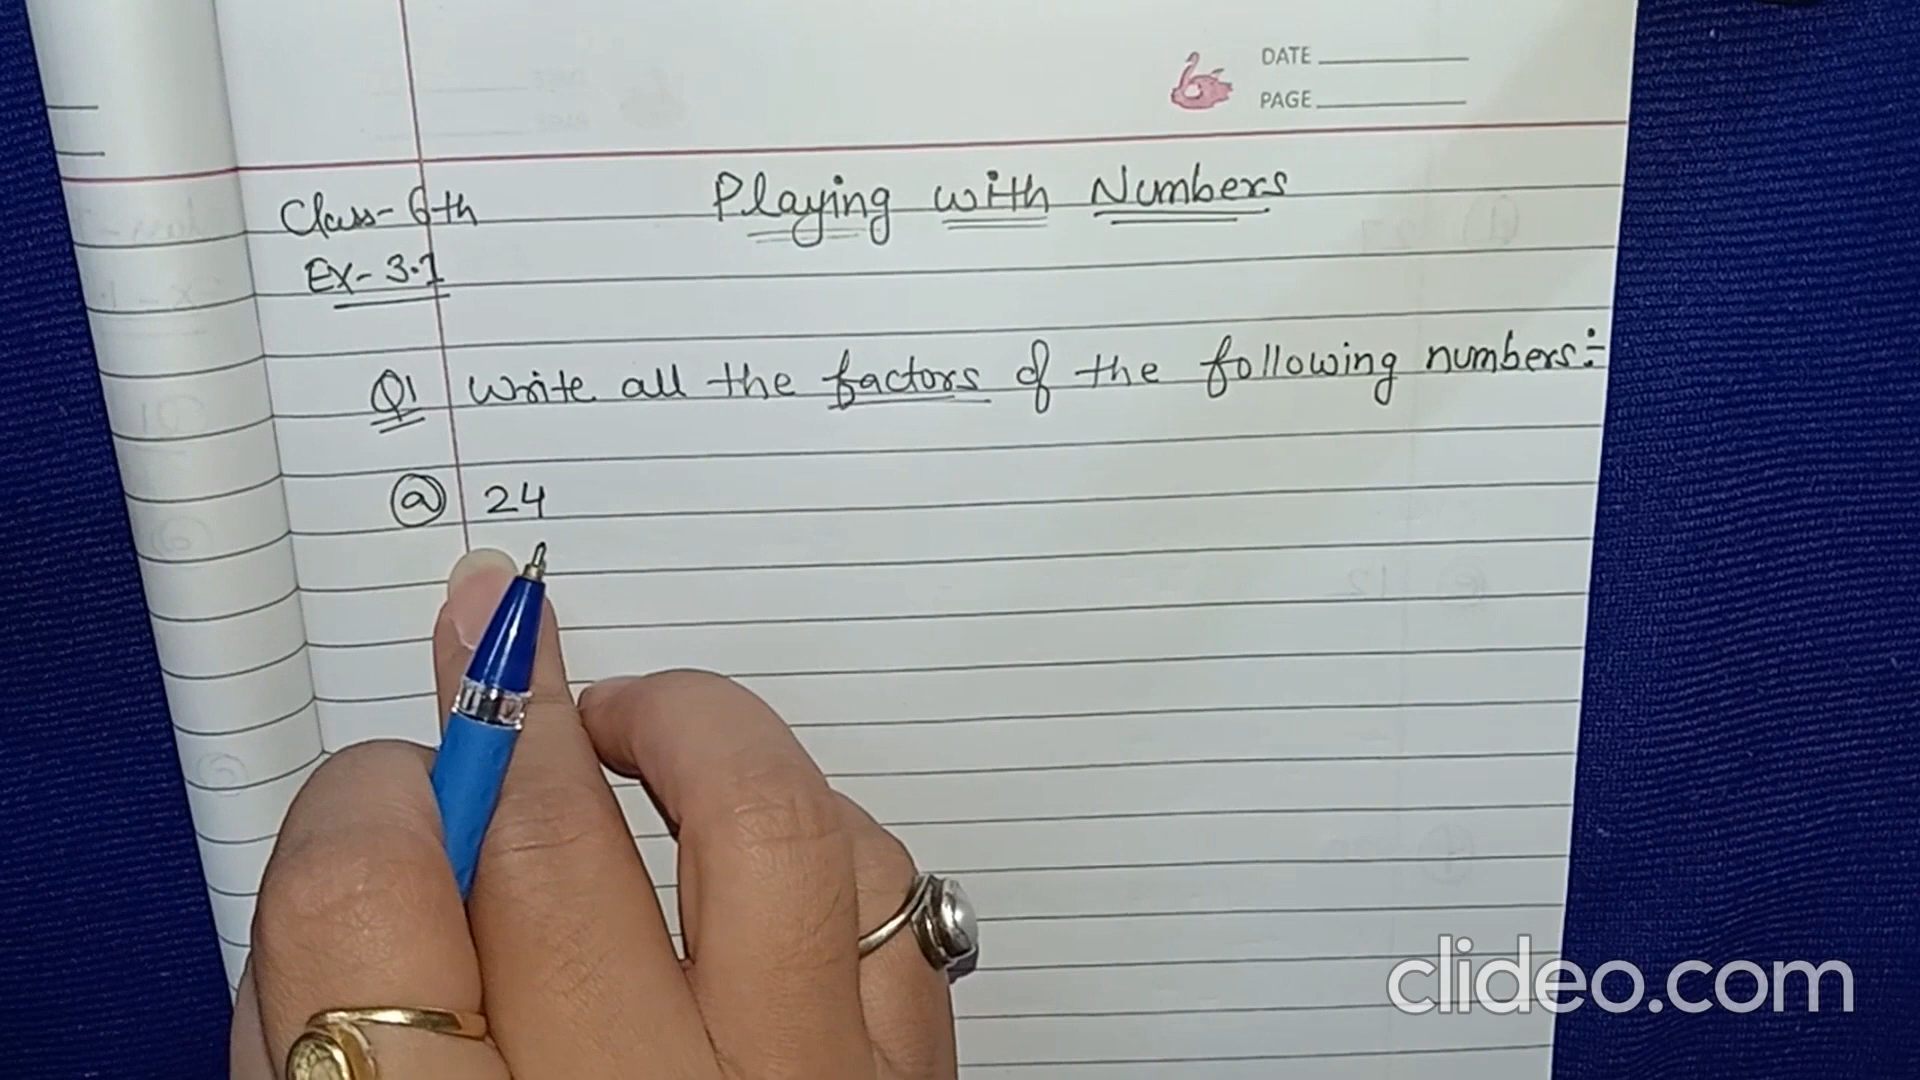 DATE
PAGE
Class-6th
Playing with Numbers
Ex-3.1
Q1 Write all the factors of the following numbers:-
(a) 24
clideo.com